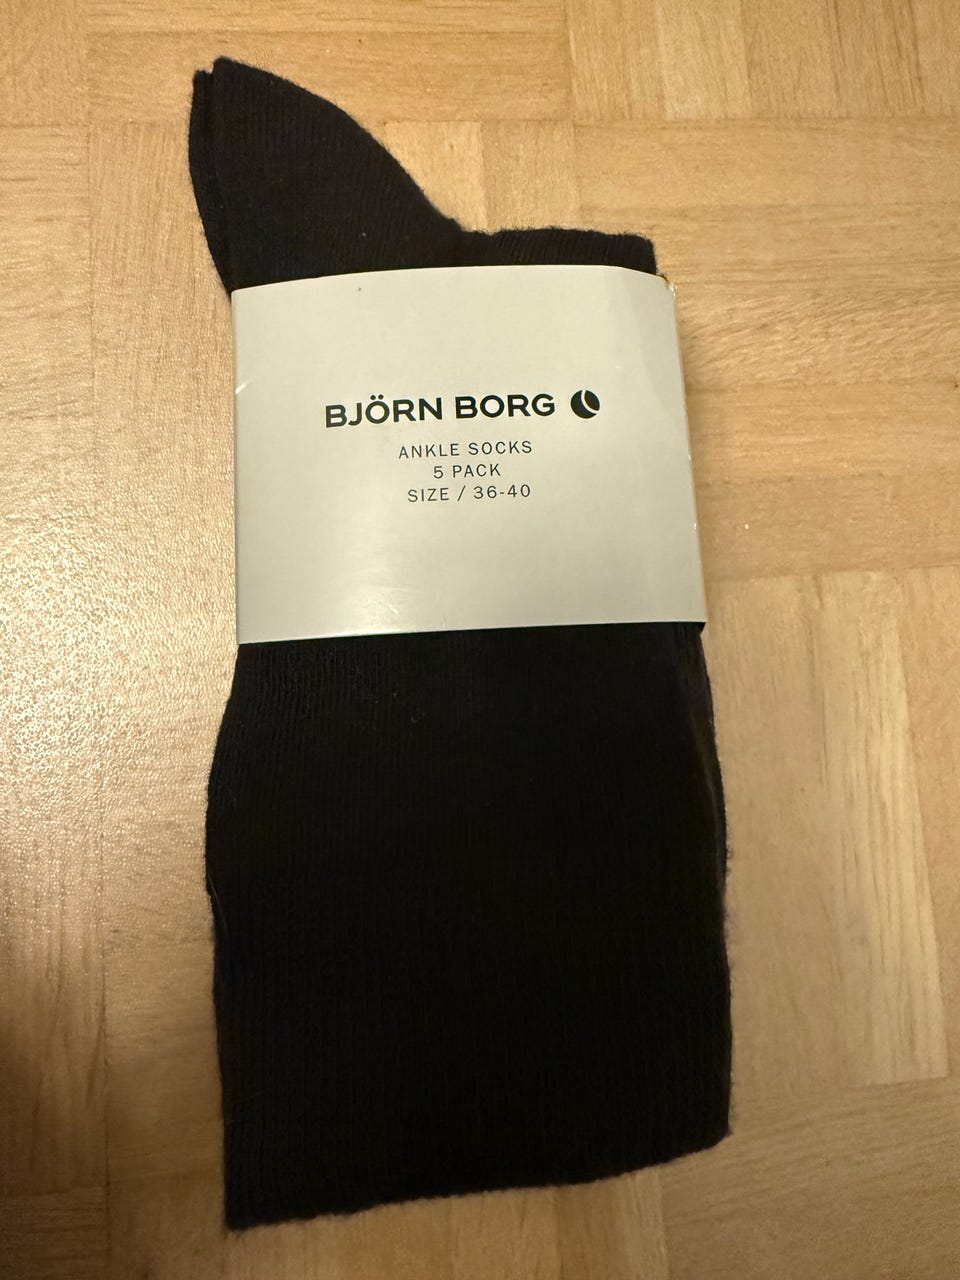 BJÖRN BORG
ANKLE SOCKS
5 PACK
SIZE / 36-40